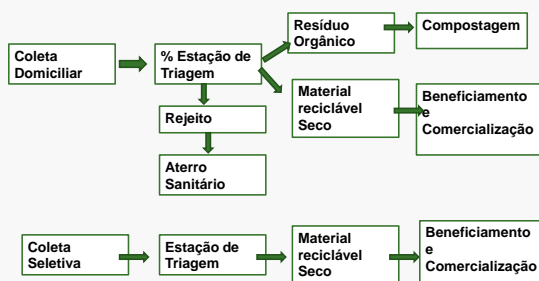 Resíduo
Orgânico
Compostagem
Coleta
Domiciliar
% Estação de
Triagem
Material
reciclável
Seco
Beneficiamento
e
Comercialização
Rejeito
Aterro
Sanitário
Coleta
Seletiva
Estação de
Triagem
Material
reciclável
Seco
Beneficiamento
e
Comercialização